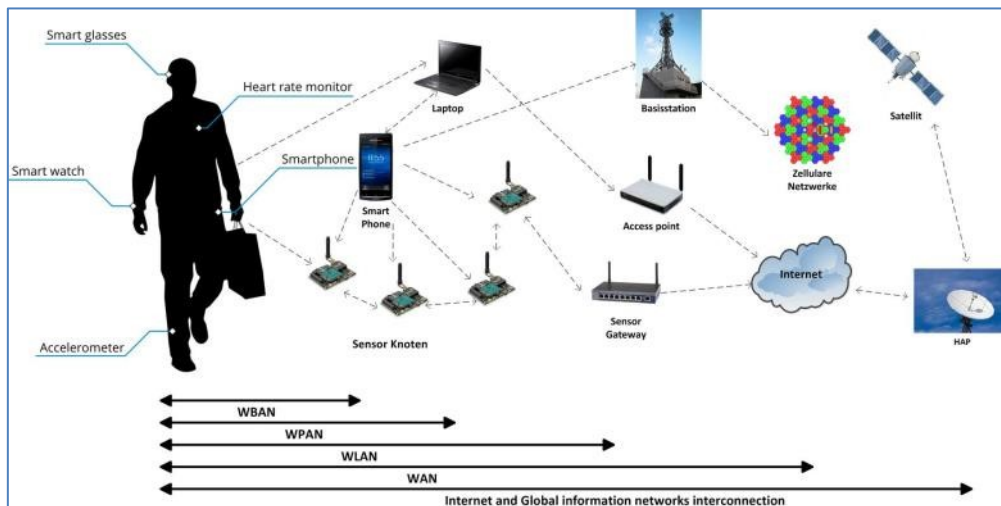 Smart glasses
Heart rate monitor
Smart watch
Smartphone
Accelerometer
Laptop
Smart
Phone
Sensor Knoten
Basisstation
Zellulare
Netzwerke
Satellit
Access point
Internet
Sensor
Gateway
HAP
WBAN
WPAN
WLAN
WAN
Internet and Global information networks interconnection